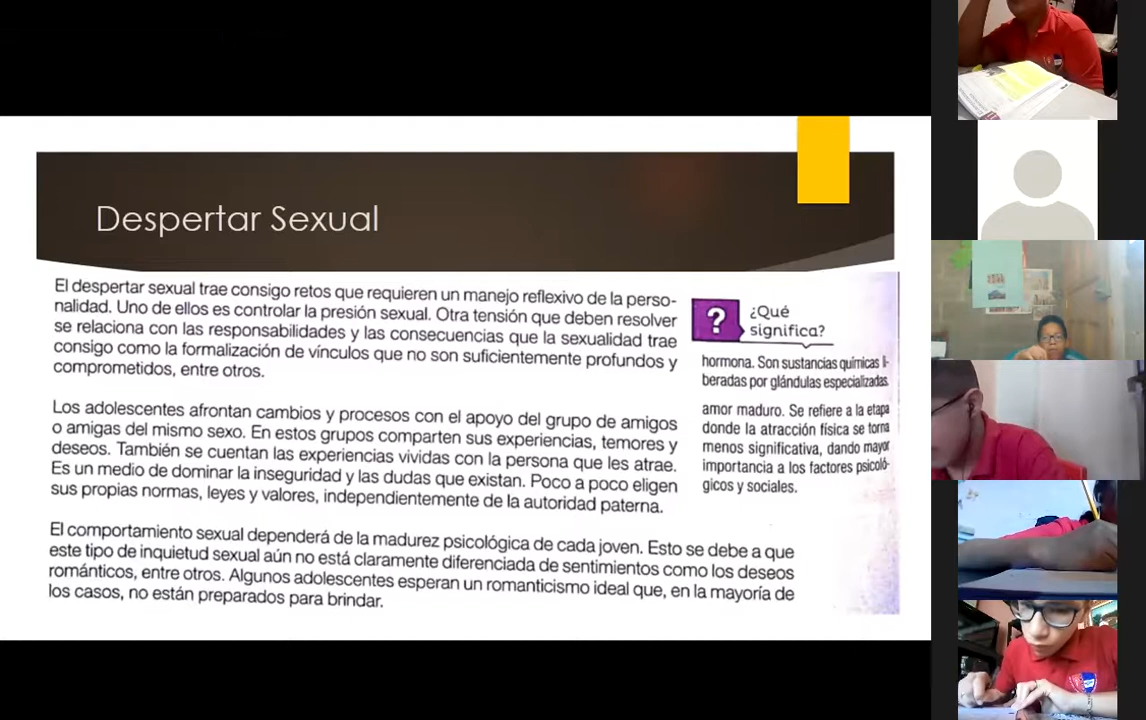 Despertar Sexual
El despertar sexual trae consigo retos que requieren un manejo reflexivo de la perso-
nalidad. Uno de ellos es controlar la presión sexual. Otra tensión que deben resolver
se relaciona con las responsabilidades y las consecuencias que la sexualidad trae
consigo como la formalización de vínculos que no son suficientemente profundos y
comprometidos, entre otros.
Los adolescentes afrontan cambios y procesos con el apoyo del grupo de amigos
o amigas del mismo sexo. En estos grupos comparten sus experiencias, temores y
deseos. También se cuentan las experiencias vividas con la persona que les atrae.
Es un medio de dominar la inseguridad y las dudas que existan. Poco a poco eligen
sus propias normas, leyes y valores, independientemente de la autoridad paterna.
El comportamiento sexual dependerá de la madurez psicológica de cada joven. Esto se debe a que
este tipo de inquietud sexual aún no está claramente diferenciada de sentimientos como los deseos
románticos, entre otros. Algunos adolescentes esperan un romanticismo ideal que, en la mayoría de
los casos, no están preparados para brindar.
?
¿Qué
significa?
hormona. Son sustancias químicas li-
beradas por glándulas especializadas.
amor maduro. Se refiere a la etapa
donde la atracción física se torna
menos significativa, dando mayor
importancia a los factores psicoló-
gicos y sociales.